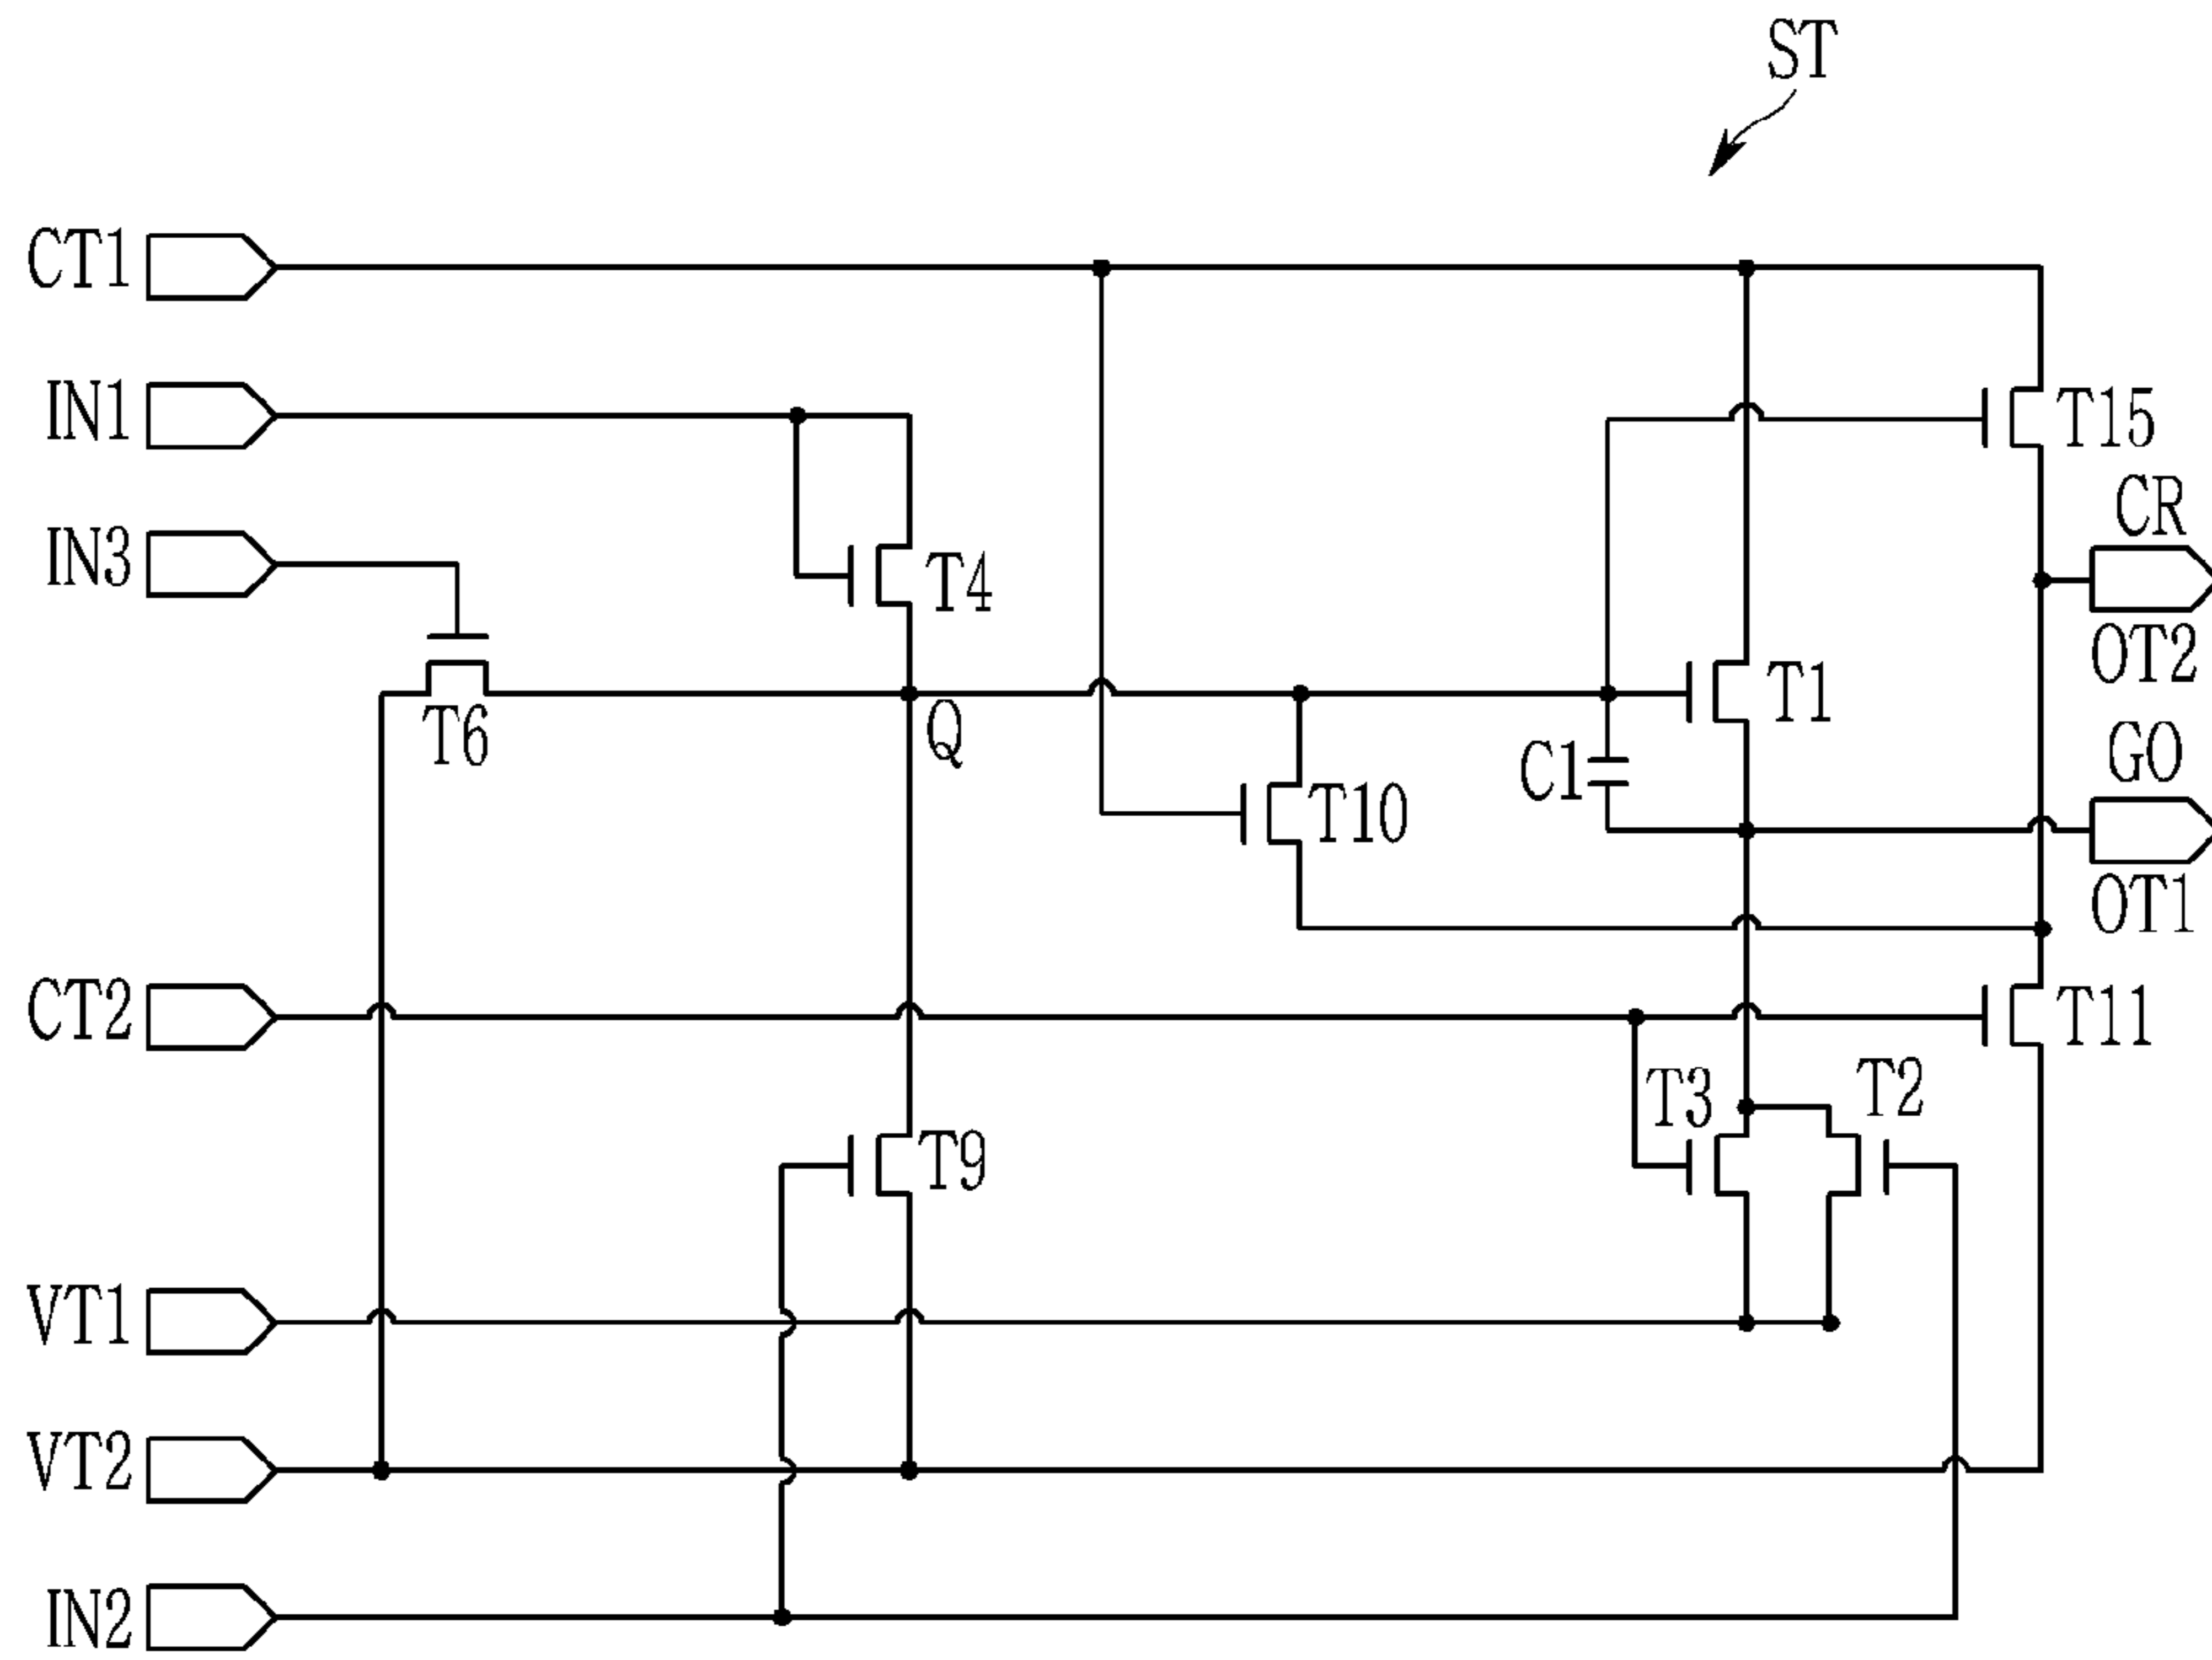 ST
CT1
IN1
T15
CR
IN3
T4
OT2
T1
T6
Q
GO
C1
T10
OT1
CT2
T11
T3
T2
T9
VT1
VT2
IN2